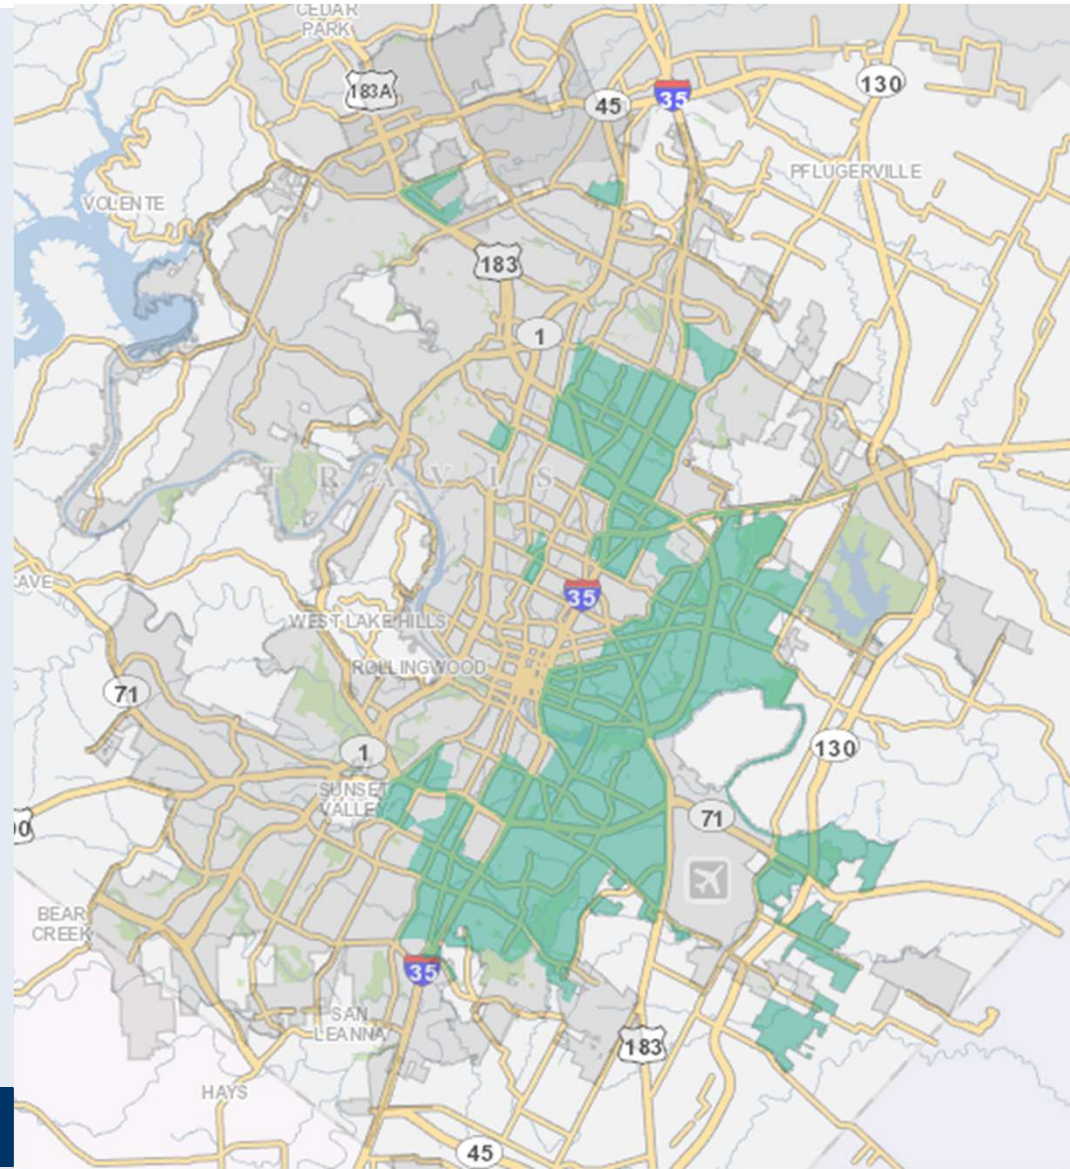 CEDAR
PARK
183A
45
35
130
PFLUGERVILLE
VOLENTE
183
1
TRAVIS
35
WEST LAKE HILLS
ROLLINGWOOD
71
1
130
SUNSET
VALLEY
71
BEAR
CREEK
35
SAN
LEANNA
183
HAYS
45